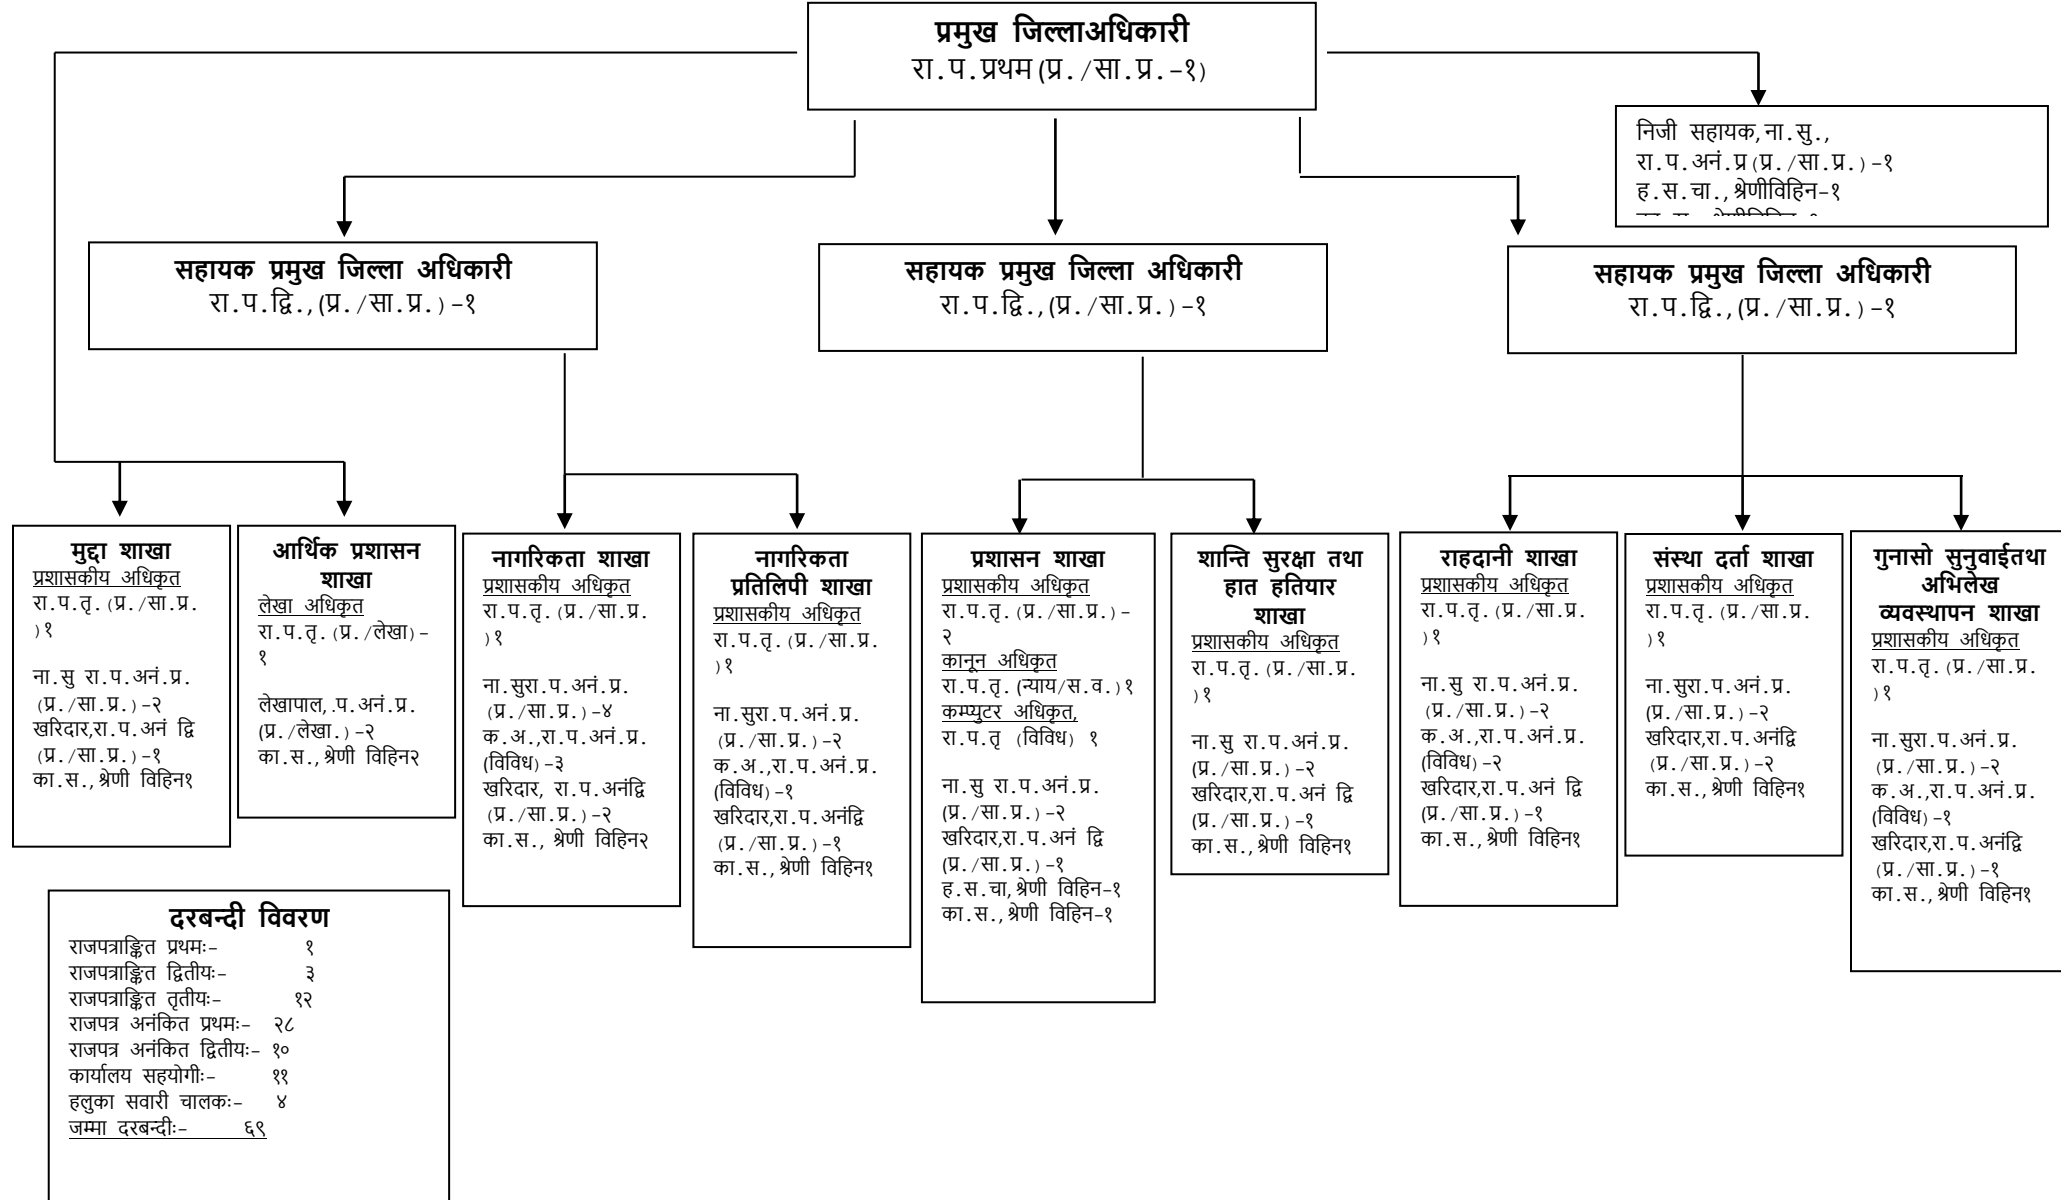 प्रमुख जिल्लाअधिकारी
रा.प.प्रथम(प्र./सा.प्र.-१)
निजी सहायक,ना.सु.,
रा.प.अनं.प्र(प्र./सा.प्र.)-१
ह.स.चा.,श्रेणीविहिन-१
सहायक प्रमुख जिल्ला अधिकारी
रा.प.द्वि.,(प्र./सा.प्र.)-१
सहायक प्रमुख जिल्ला अधिकारी
रा.प.द्वि.,(प्र./सा.प्र.)-१
सहायक प्रमुख जिल्ला अधिकारी
रा.प.द्वि.,(प्र./सा.प्र.)-१
मुद्दा शाखा
प्रशासकीय अधिकृत
रा.प.तृ.(प्र./सा.प्र.
)१
ना.सु रा.प.अनं.प्र.
(प्र./सा.प्र.)-२
खरिदार,रा.प.अनं द्वि
(प्र./सा.प्र.)-१
का.स.,श्रेणी विहिन१
आर्थिक प्रशासन
शाखा
लेखा अधिकृत
रा.प.तृ.(प्र./लेखा)-
१
लेखापाल,.प.अनं.प्र.
(प्र./लेखा.)-२
का.स.,श्रेणी विहिन२
नागरिकता शाखा
प्रशासकीय अधिकृत
रा.प.तृ.(प्र./सा.प्र.
)१
ना.सुरा.प.अनं.प्र.
(प्र./सा.प्र.)-४
क.अ.,रा.प.अनं.प्र.
(विविध)-३
खरिदार, रा.प.अनंद्वि
(प्र./सा.प्र.)-२
का.स., श्रेणी विहिन२
नागरिकता
प्रतिलिपी शाखा
प्रशासकीय अधिकृत
रा.प.तृ.(प्र./सा.प्र.
)१
ना.सुरा.प.अनं.प्र.
(प्र./सा.प्र.)-२
क.अ.,रा.प.अनं.प्र.
(विविध)-१
खरिदार,रा.प.अनंद्वि
(प्र./सा.प्र.)-१
का.स.,श्रेणी विहिन१
प्रशासन शाखा
प्रशासकीय अधिकृत
रा.प.तृ.(प्र./सा.प्र.)-
२
कानून अधिकृत
रा.प.तृ.(न्याय/स.व.)१
कम्प्युटर अधिकृत,
रा.प.तृ (विविध) १
ना.सु रा.प.अनं.प्र.
(प्र./सा.प्र.)-२
खरिदार,रा.प.अनं द्वि
(प्र./सा.प्र.)-१
ह.स.चा,श्रेणी विहिन-१
का.स.,श्रेणी विहिन-१
शान्ति सुरक्षा तथा
हात हतियार
शाखा
प्रशासकीय अधिकृत
रा.प.तृ.(प्र./सा.प्र.
)१
ना.सु रा.प.अनं.प्र.
(प्र./सा.प्र.)-२
खरिदार,रा.प.अनं द्वि
(प्र./सा.प्र.)-१
का.स.,श्रेणी विहिन१
राहदानी शाखा
प्रशासकीय अधिकृत
रा.प.तृ.(प्र./सा.प्र.
)१
ना.सु रा.प.अनं.प्र.
(प्र./सा.प्र.)-२
क.अ.,रा.प.अनं.प्र.
(विविध)-२
खरिदार,रा.प.अनं द्वि
(प्र./सा.प्र.)-१
का.स.,श्रेणी विहिन१
संस्था दर्ता शाखा
प्रशासकीय अधिकृत
रा.प.तृ.(प्र./सा.प्र.
)१
ना.सुरा.प.अनं.प्र.
(प्र./सा.प्र.)-२
खरिदार,रा.प.अनंद्वि
(प्र./सा.प्र.)-२
का.स.,श्रेणी विहिन१
गुनासो सुनुवाईतथा
अभिलेख
व्यवस्थापन शाखा
प्रशासकीय अधिकृत
रा.प.तृ.(प्र./सा.प्र.
)१
ना.सुरा.प.अनं.प्र.
(प्र./सा.प्र.)-२
क.अ.,रा.प.अनं.प्र.
(विविध)-१
खरिदार,रा.प.अनंद्वि
(प्र./सा.प्र.)-१
का.स.,श्रेणी विहिन१
दरबन्दी विवरण
राजपत्राङ्कित प्रथमः- १
राजपत्राङ्कित द्वितीयः- ३
राजपत्राङ्कित तृतीयः- १२
राजपत्र अनंकित प्रथमः- २८
राजपत्र अनंकित द्वितीयः- १०
कार्यालय सहयोगीः- ११
हलुका सवारी चालकः- ४
जम्मा दरबन्दीः- ६९